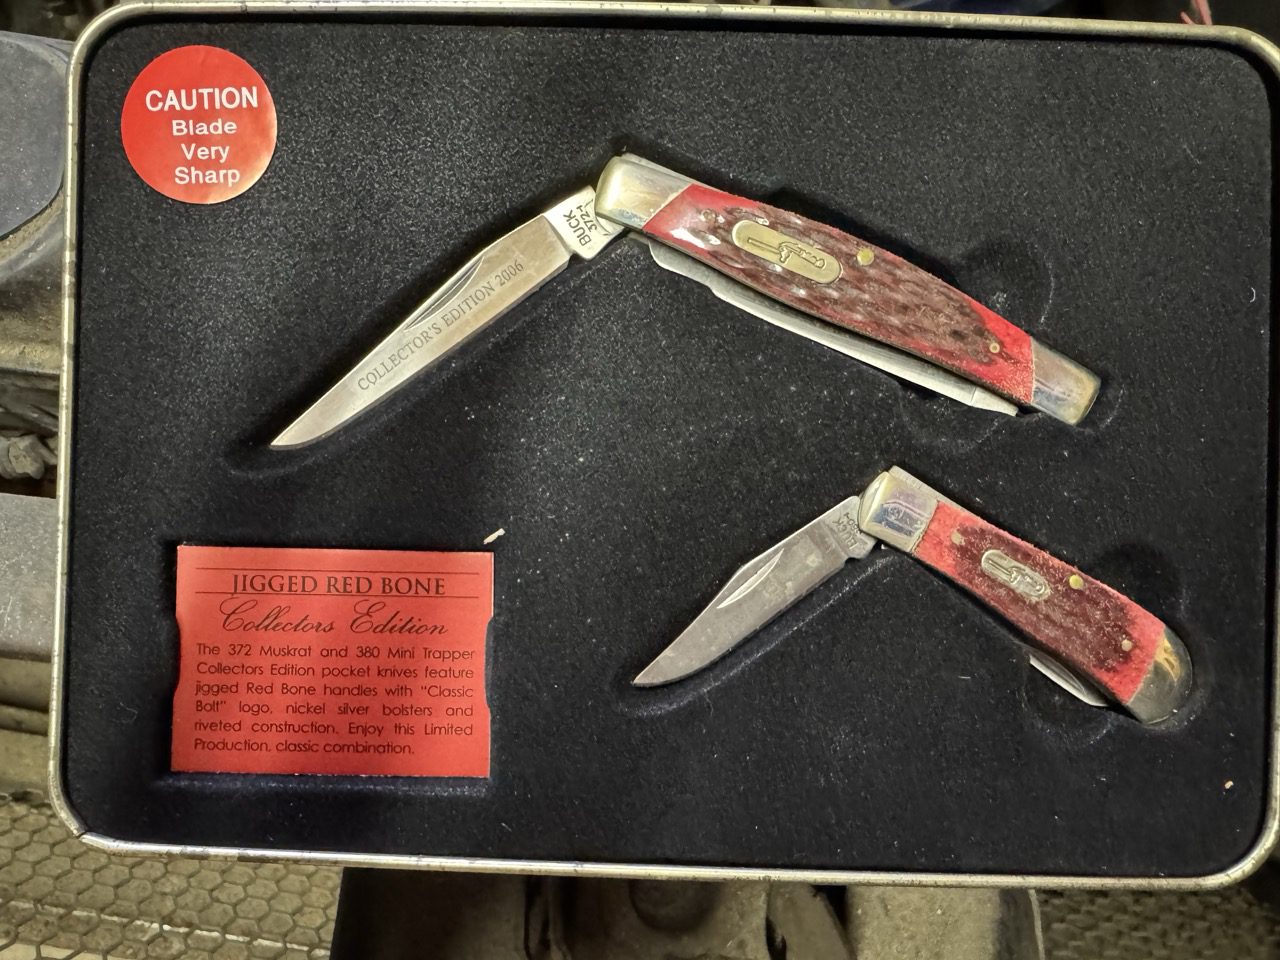 CAUTION
Blade
Very
Sharp
BUCK
372-1
COLLECTOR'S EDITION 2006
BUCK
JIGGED RED BONE
Collectors Edition
The 372 Muskrat and 380 Mini Trapper
Collectors Edition pocket knives feature
jigged Red Bone handles with "Classic
Bolt" logo, nickel silver bolsters and
riveted construction. Enjoy this Limited
Production, classic combination.